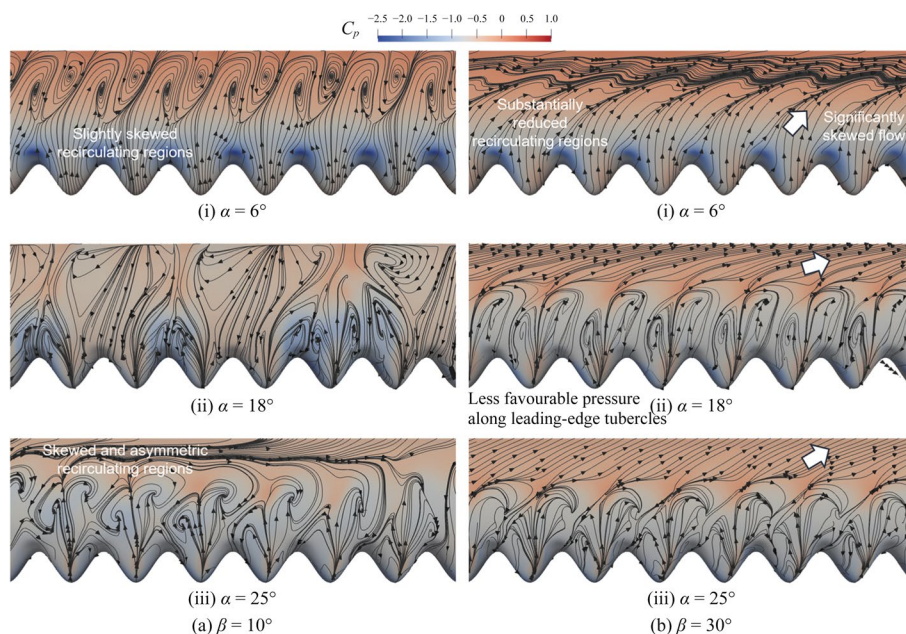 C_p
−2.5 −2.0 −1.5 −1.0 −0.5 0 0.5 1.0
Slightly skewed
recirculating regions
(i) α = 6°
Substantially
reduced
recirculating regions
Significantly
skewed flow
(i) α = 6°
(ii) α = 18°
Less favourable pressure
along leading-edge tubercles
(ii) α = 18°
Skewed and asymmetric
recirculating regions
(iii) α = 25°
(a) β = 10°
(iii) α = 25°
(b) β = 30°